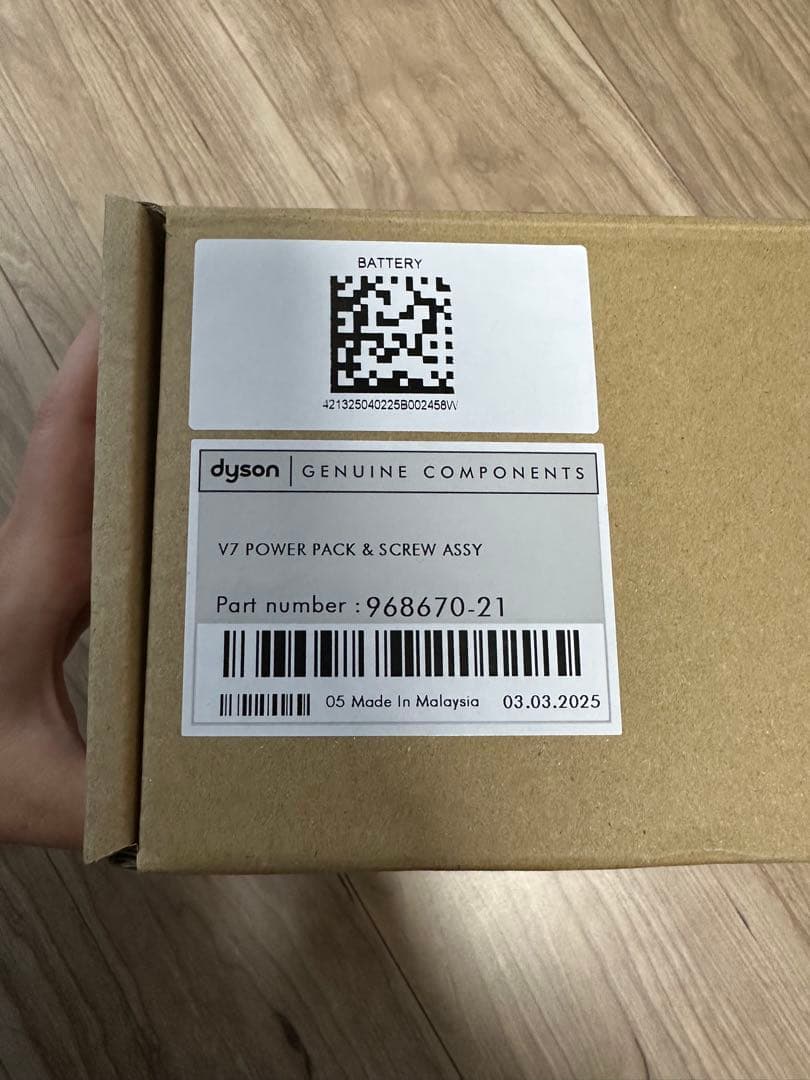 BATTERY
421325040225B002458W
dyson | GENUINE COMPONENTS
V7 POWER PACK & SCREW ASSY
Part number : 968670-21
05 Made In Malaysia 03.03.2025